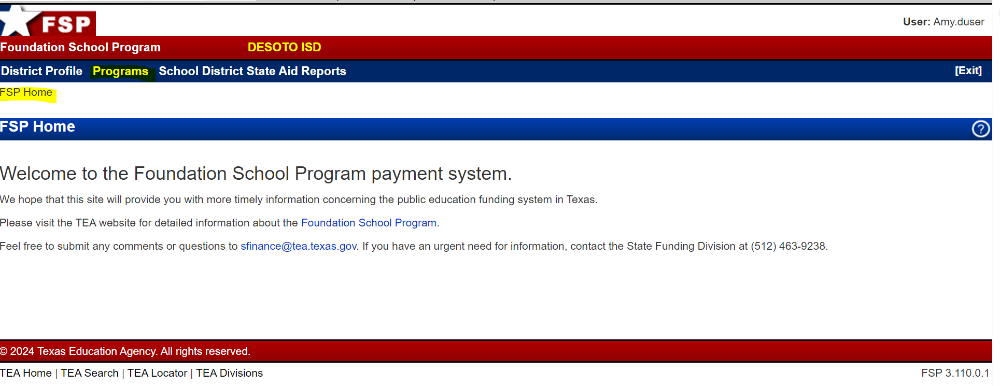 FSP
User: Amy.duser
Foundation School Program DESOTO ISD
District Profile Programs School District State Aid Reports [Exit]
FSP Home
FSP Home ?
Welcome to the Foundation School Program payment system.
We hope that this site will provide you with more timely information concerning the public education funding system in Texas.
Please visit the TEA website for detailed information about the Foundation School Program.
Feel free to submit any comments or questions to sfinance@tea.texas.gov. If you have an urgent need for information, contact the State Funding Division at (512) 463-9238.
© 2024 Texas Education Agency. All rights reserved.
TEA Home | TEA Search | TEA Locator | TEA Divisions FSP 3.110.0.1